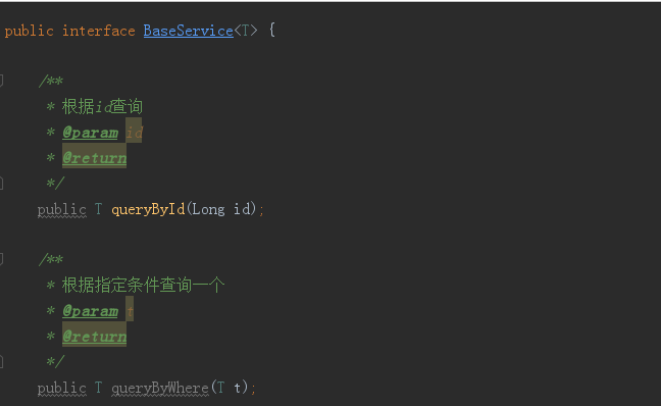 public interface BaseService<T> {
/**
* 根据id查询
* @param id
* @return
*/
public T queryById(Long id);
/**
* 根据指定条件查询一个
* @param t
* @return
*/
public T queryByWhere(T t);